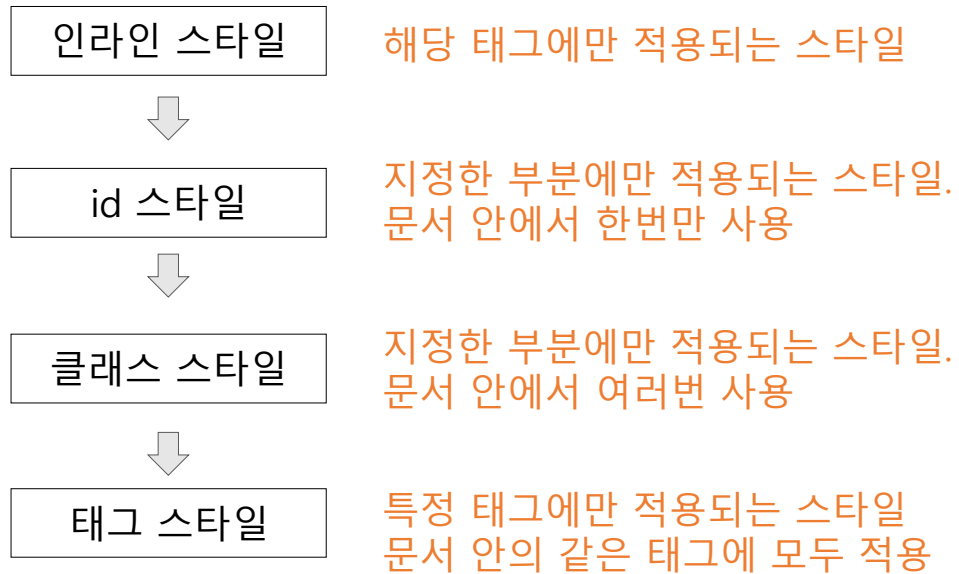 인라인 스타일
해당 태그에만 적용되는 스타일
id 스타일
지정한 부분에만 적용되는 스타일.
문서 안에서 한번만 사용
클래스 스타일
지정한 부분에만 적용되는 스타일.
문서 안에서 여러번 사용
태그 스타일
특정 태그에만 적용되는 스타일
문서 안의 같은 태그에 모두 적용